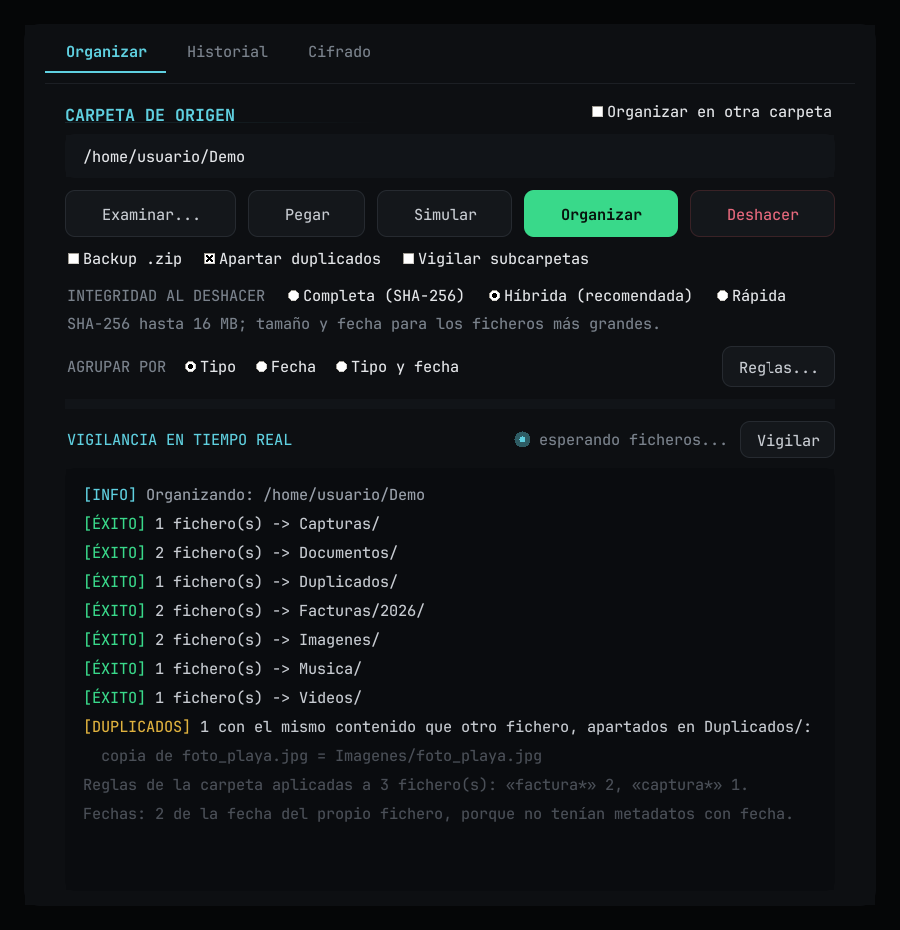 Organizar Historial Cifrado
CARPETA DE ORIGEN Organizar en otra carpeta
/home/usuario/Demo
Examinar... Pegar Simular Organizar Deshacer
Backup .zip Apartar duplicados Vigilar subcarpetas
INTEGRIDAD AL DESHACER Completa (SHA-256) Híbrida (recomendada) Rápida
SHA-256 hasta 16 MB; tamaño y fecha para los ficheros más grandes.
AGRUPAR POR Tipo Fecha Tipo y fecha Reglas...
VIGILANCIA EN TIEMPO REAL esperando ficheros... Vigilar
[INFO] Organizando: /home/usuario/Demo
[ÉXITO] 1 fichero(s) -> Capturas/
[ÉXITO] 2 fichero(s) -> Documentos/
[ÉXITO] 1 fichero(s) -> Duplicados/
[ÉXITO] 2 fichero(s) -> Facturas/2026/
[ÉXITO] 2 fichero(s) -> Imagenes/
[ÉXITO] 1 fichero(s) -> Musica/
[ÉXITO] 1 fichero(s) -> Videos/
[DUPLICADOS] 1 con el mismo contenido que otro fichero, apartados en Duplicados/:
copia de foto_playa.jpg = Imagenes/foto_playa.jpg
Reglas de la carpeta aplicadas a 3 fichero(s): «factura*» 2, «captura*» 1.
Fechas: 2 de la fecha del propio fichero, porque no tenían metadatos con fecha.